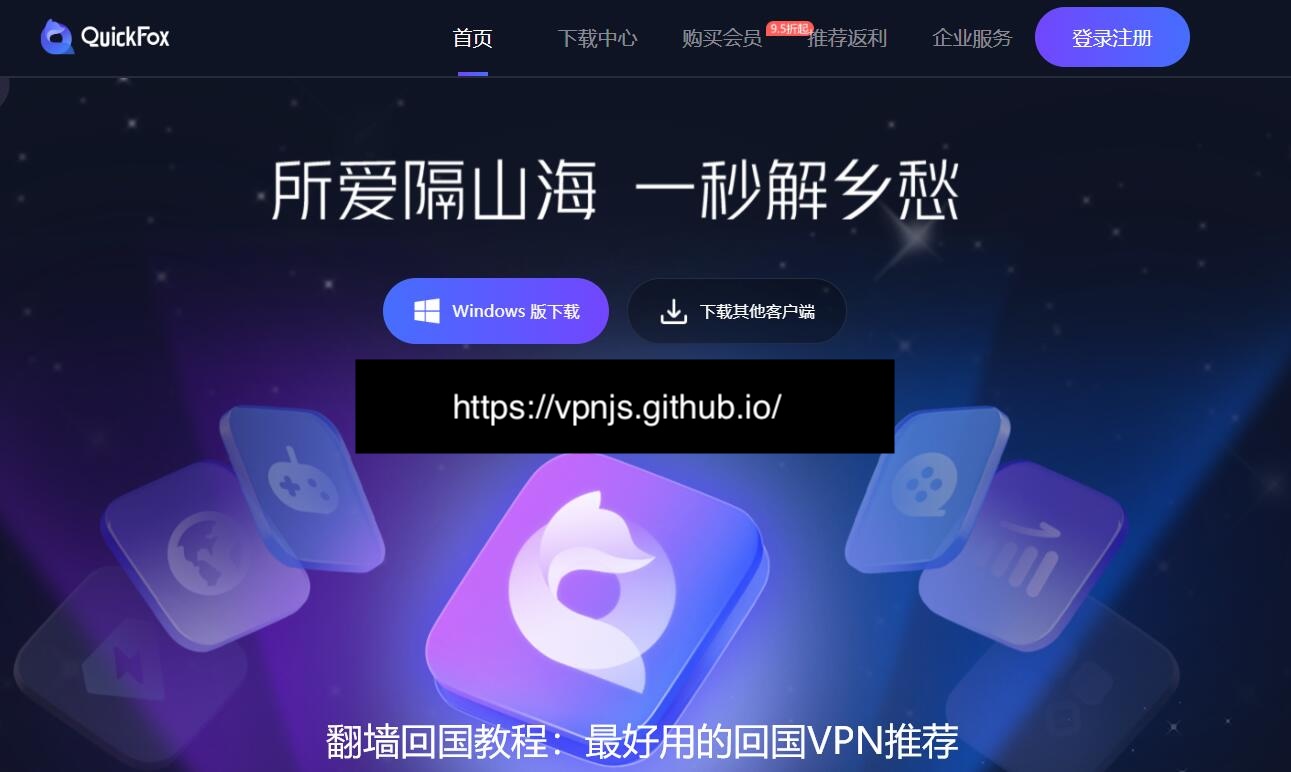 QuickFox
首页 下载中心 购买会员 9.5折起 推荐返利 企业服务 登录注册
所爱隔山海 一秒解乡愁
Windows 版下载 下载其他客户端
https://vpnjs.github.io/
翻墙回国教程：最好用的回国VPN推荐